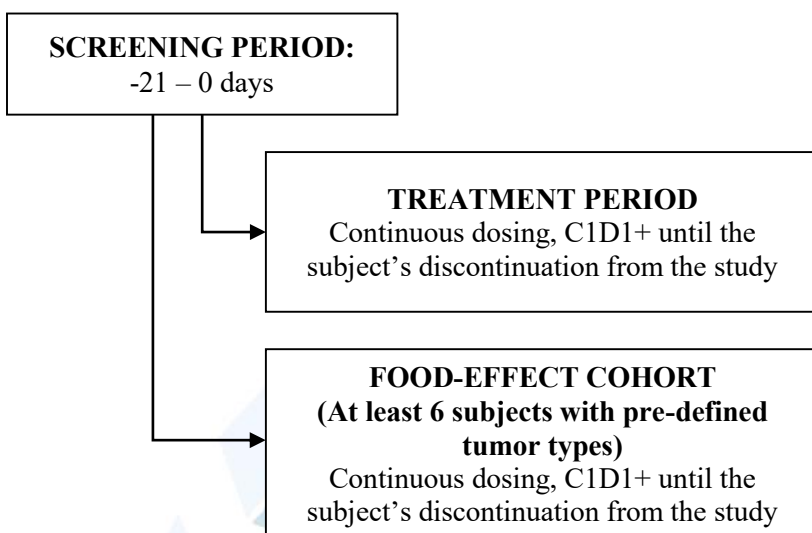 SCREENING PERIOD:
-21 – 0 days
TREATMENT PERIOD
Continuous dosing, C1D1+ until the
subject’s discontinuation from the study
FOOD-EFFECT COHORT
(At least 6 subjects with pre-defined
tumor types)
Continuous dosing, C1D1+ until the
subject’s discontinuation from the study